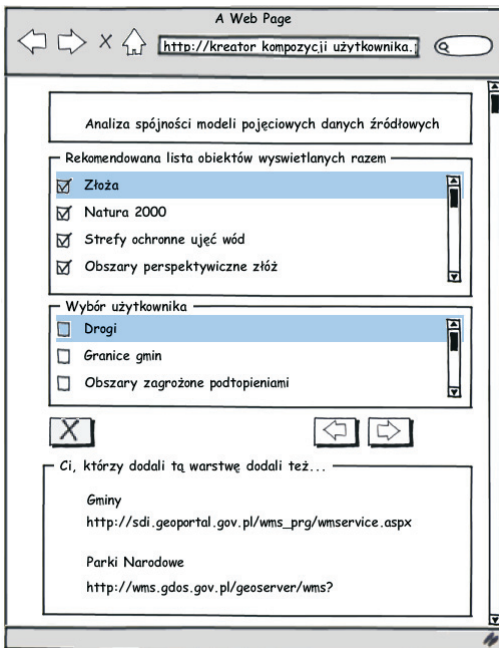 A Web Page
http://kreator kompozycji użytkownika.
Analiza spójności modeli pojęciowych danych źródłowych
Rekomendowana lista obiektów wyswietlanych razem
Złoża
Natura 2000
Strefy ochronne ujęć wód
Obszary perspektywiczne złóż
Wybór użytkownika
Drogi
Granice gmin
Obszary zagrożone podtopieniami
Ci, którzy dodali tą warstwę dodali też...
Gminy
http://sdi.geoportal.gov.pl/wms_prg/wmservice.aspx
Parki Narodowe
http://wms.gdos.gov.pl/geoserver/wms?